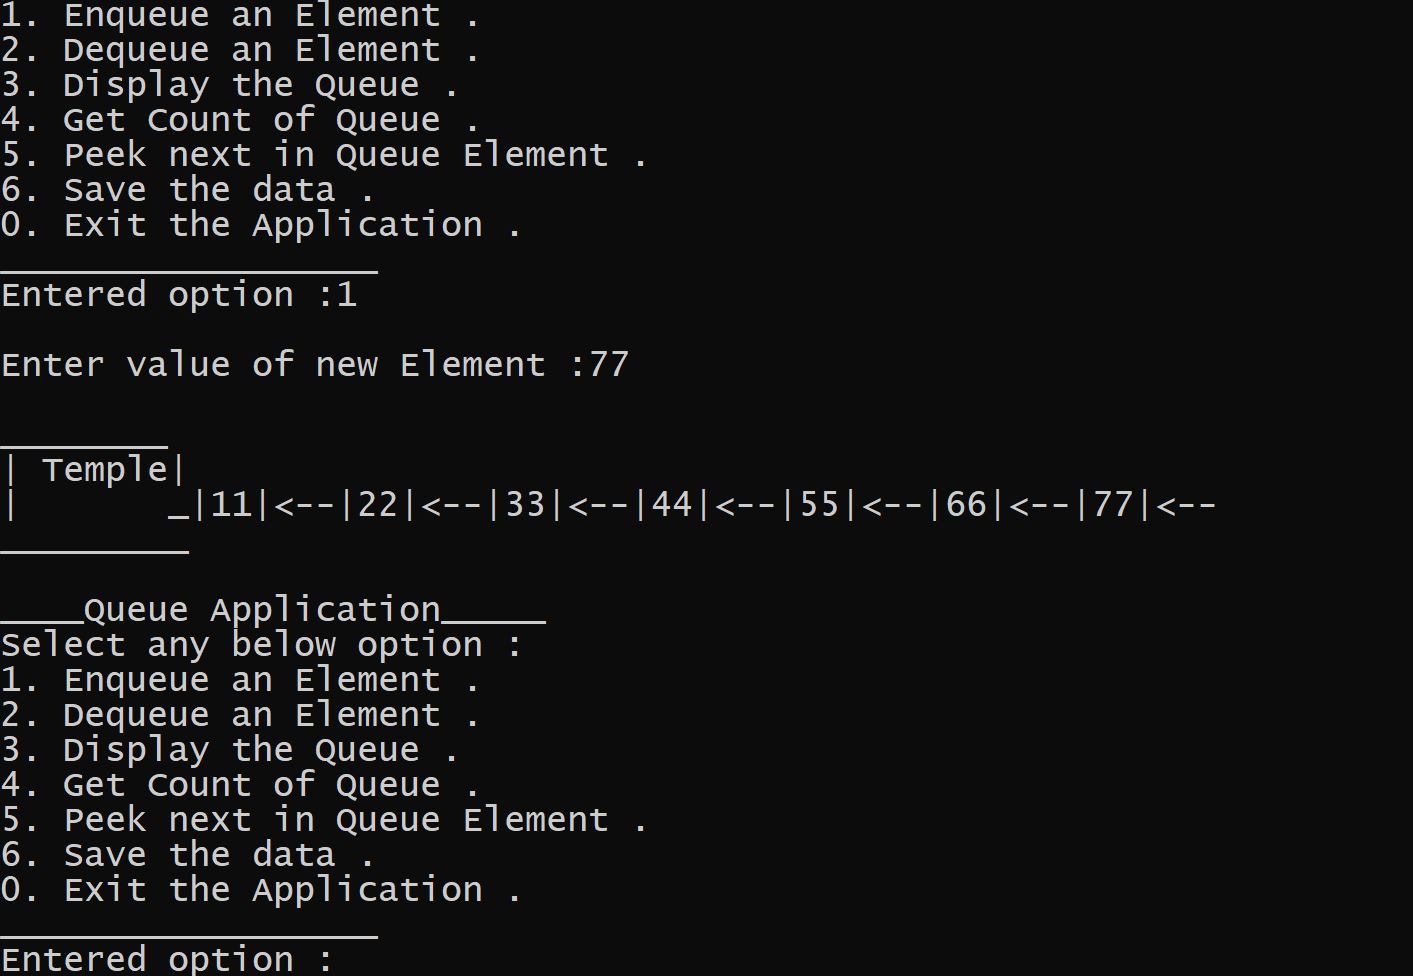 1. Enqueue an Element .
2. Dequeue an Element .
3. Display the Queue .
4. Get Count of Queue .
5. Peek next in Queue Element .
6. Save the data .
0. Exit the Application .
__________________
Entered option :1
Enter value of new Element :77
________
| Temple|
|       _|11|<--|22|<--|33|<--|44|<--|55|<--|66|<--|77|<--
_________
____Queue Application_____
Select any below option :
1. Enqueue an Element .
2. Dequeue an Element .
3. Display the Queue .
4. Get Count of Queue .
5. Peek next in Queue Element .
6. Save the data .
0. Exit the Application .
__________________
Entered option :